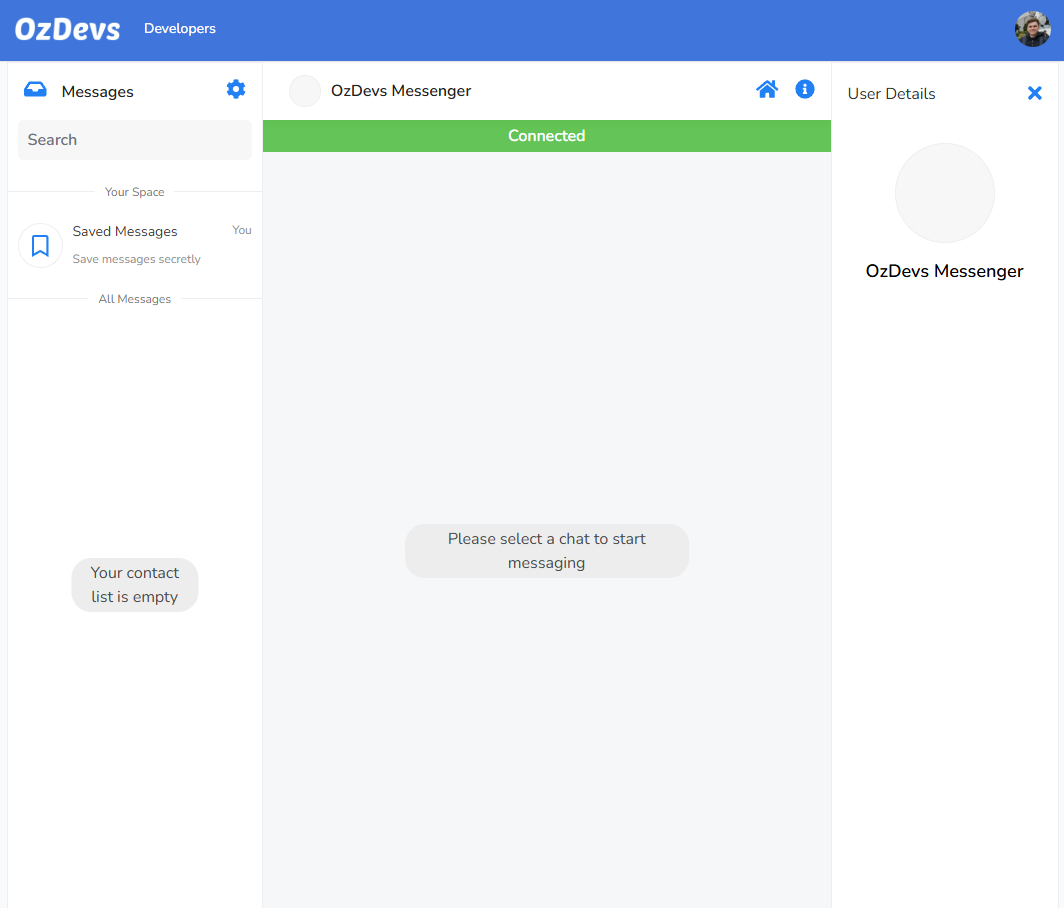 OzDevs
Developers
Messages
Search
Your Space
Saved Messages
You
Save messages secretly
All Messages
Your contact
list is empty
OzDevs Messenger
Connected
Please select a chat to start
messaging
User Details
OzDevs Messenger